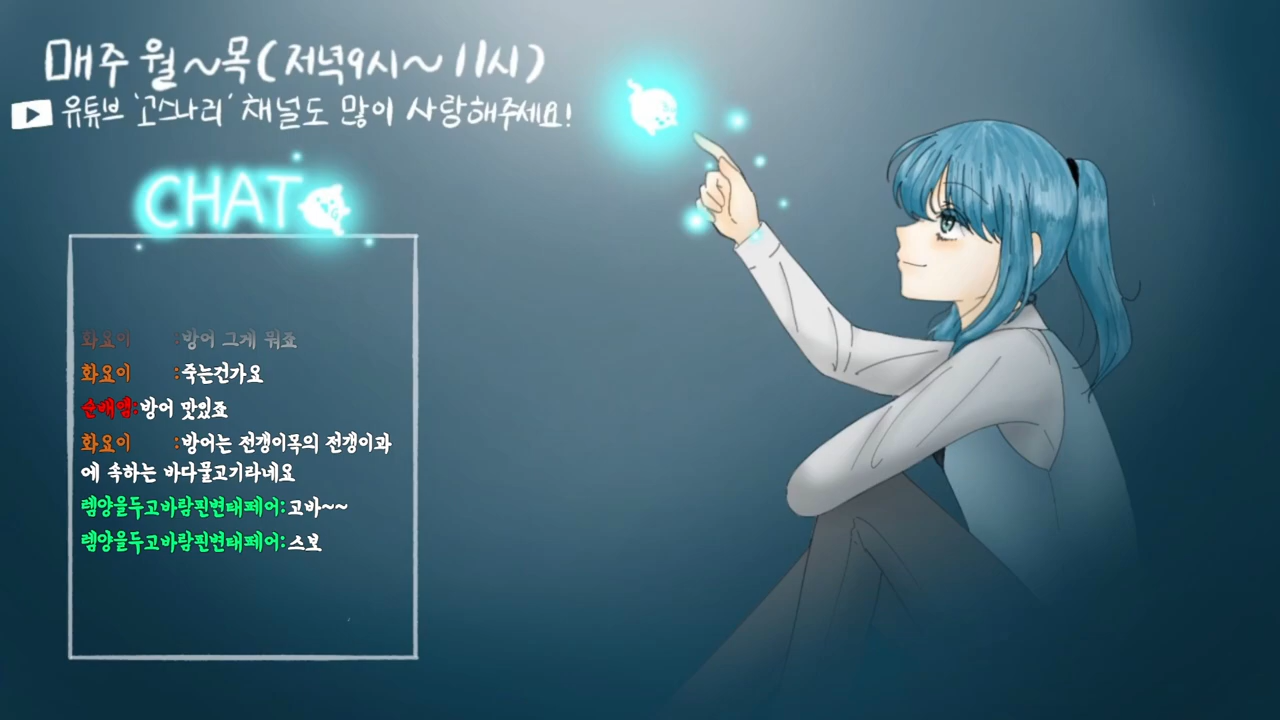 매주 월~목(저녁9시~11시)
유튜브 '고스나리' 채널도 많이 사랑해주세요!
CHAT
화요이 :방어 그게 뭐죠
화요이 :죽는건가요
순배앰:방어 맛있죠
화요이 :방어는 전갱이목의 전갱이과
에 속하는 바다물고기라네요
렘양을두고바람핀변태페어:고바~~
렘양을두고바람핀변태페어:스보